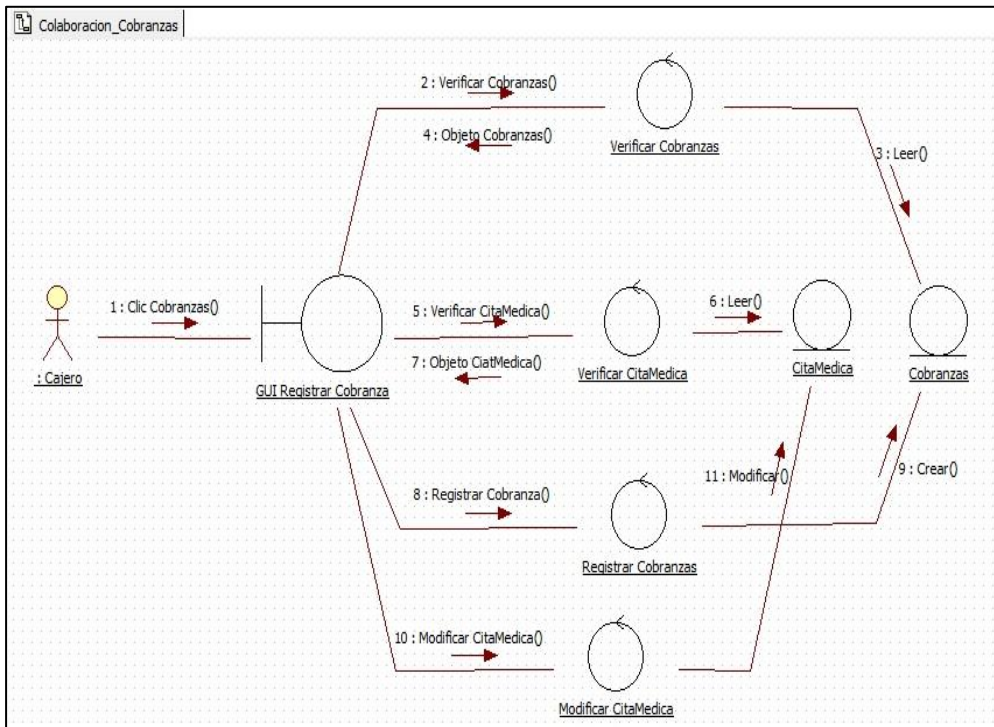 Colaboracion_Cobranzas
2 : Verificar Cobranzas()
4 : Objeto Cobranzas()
Verificar Cobranzas
3 : Leer()
1 : Clic Cobranzas()
: Cajero
GUI Registrar Cobranza
5 : Verificar CitaMedica()
7 : Objeto CiatMedica()
Verificar CitaMedica
6 : Leer()
CitaMedica
Cobranzas
8 : Registrar Cobranza()
Registrar Cobranzas
11 : Modificar()
9 : Crear()
10 : Modificar CitaMedica()
Modificar CitaMedica